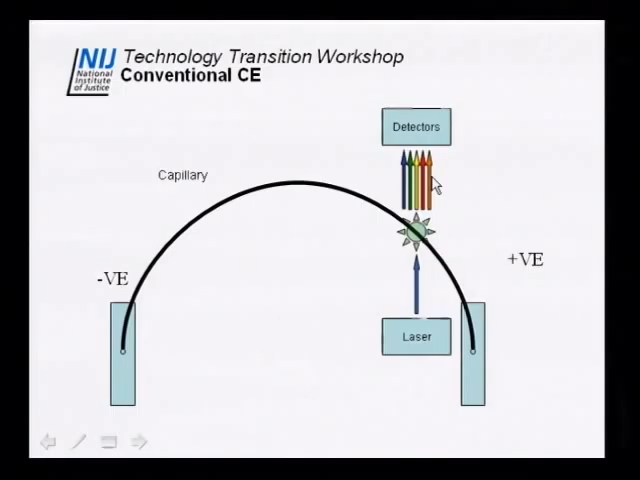 NIJ
National
Institute
of Justice
Technology Transition Workshop
Conventional CE
Detectors
Capillary
-VE
+VE
Laser